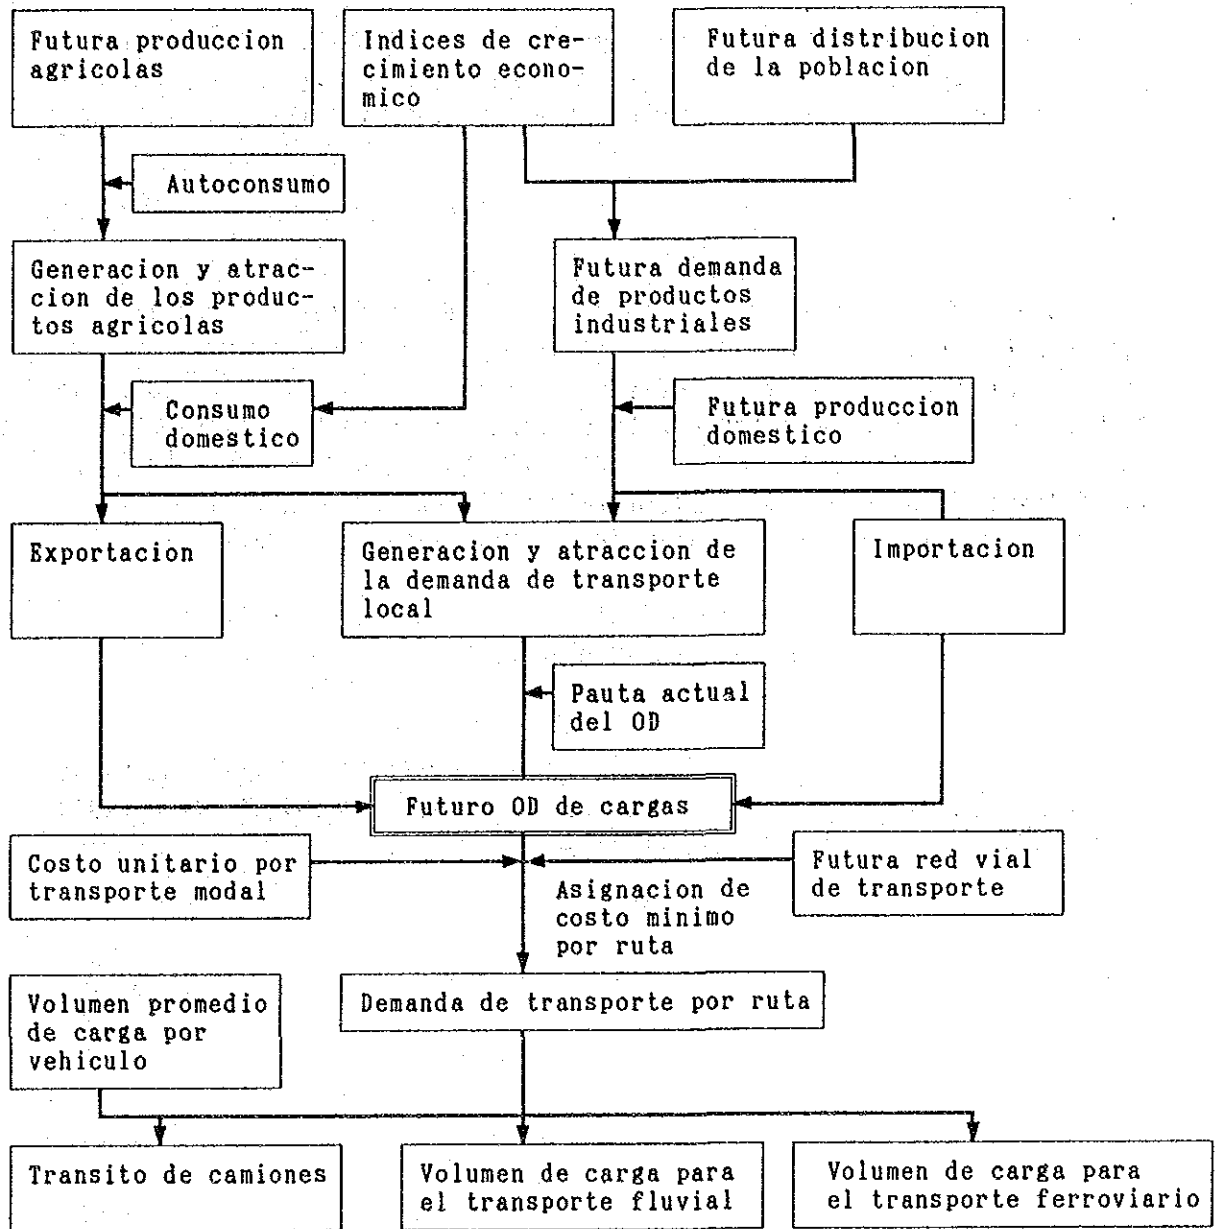 Futura produccion
agricolas
Indices de cre-
cimiento econo-
mico
Futura distribucion
de la poblacion
Autoconsumo
Generacion y atrac-
cion de los produc-
tos agricolas
Futura demanda
de productos
industriales
Consumo
domestico
Futura produccion
domestico
Exportacion
Generacion y atraccion de
la demanda de transporte
local
Importacion
Pauta actual
del OD
Futuro OD de cargas
Costo unitario por
transporte modal
Futura red vial
de transporte
Asignacion de
costo minimo
por ruta
Volumen promedio
de carga por
vehiculo
Demanda de transporte por ruta
Transito de camiones
Volumen de carga para
el transporte fluvial
Volumen de carga para
el transporte ferroviario